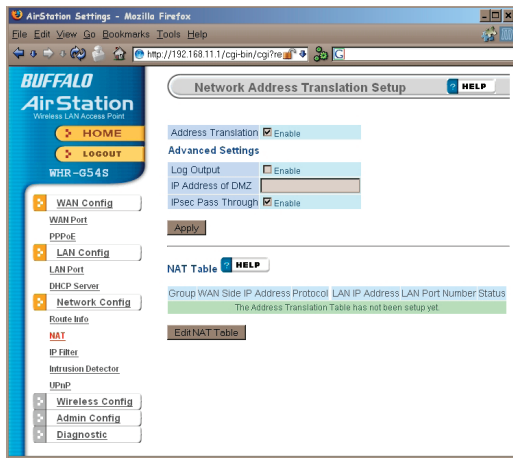 AirStation Settings - Mozilla Firefox
File Edit View Go Bookmarks Tools Help
http://192.168.11.1/cgi-bin/cgi?re
BUFFALO
AirStation
Wireless LAN Access Point
HOME
LOGOUT
WHR-G54S
WAN Config
WAN Port
PPPoE
LAN Config
LAN Port
DHCP Server
Network Config
Route Info
NAT
IP Filter
Intrusion Detector
UPnP
Wireless Config
Admin Config
Diagnostic
Network Address Translation Setup
? HELP
Address Translation Enable
Advanced Settings
Log Output Enable
IP Address of DMZ
IPsec Pass Through Enable
Apply
NAT Table ? HELP
Group WAN Side IP Address Protocol LAN IP Address LAN Port Number Status
The Address Translation Table has not been setup yet.
Edit NAT Table